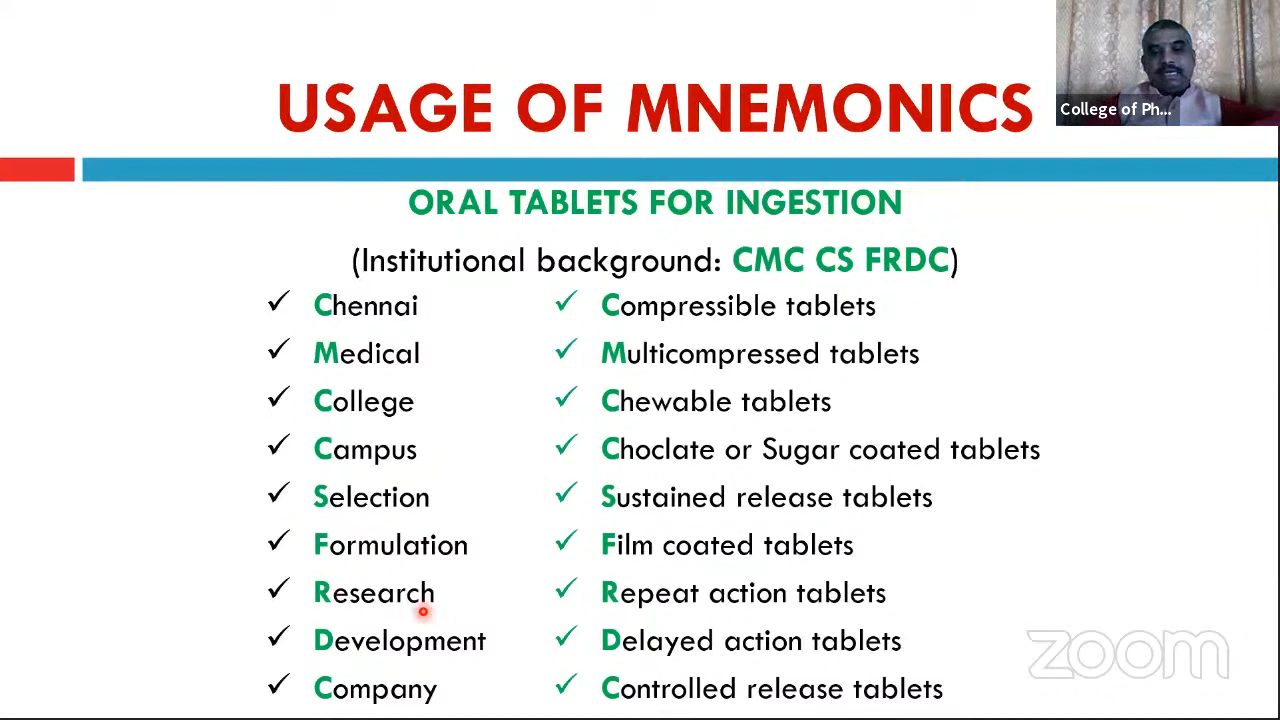 USAGE OF MNEMONICS
College of Ph...
ORAL TABLETS FOR INGESTION
(Institutional background: CMC CS FRDC)
✓ Chennai ✓ Compressible tablets
✓ Medical ✓ Multicompressed tablets
✓ College ✓ Chewable tablets
✓ Campus ✓ Choclate or Sugar coated tablets
✓ Selection ✓ Sustained release tablets
✓ Formulation ✓ Film coated tablets
✓ Research ✓ Repeat action tablets
✓ Development ✓ Delayed action tablets
✓ Company ✓ Controlled release tablets
zoom